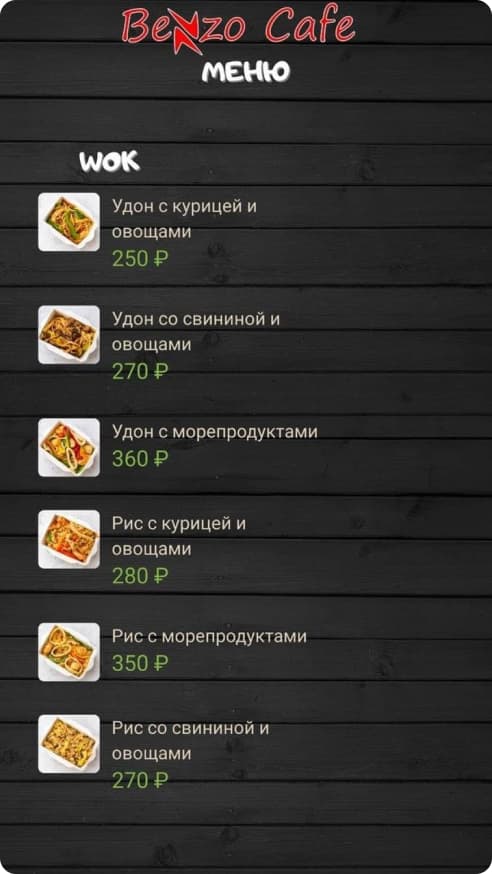 Benzo Cafe
МЕНЮ
WOK
Удон с курицей и
овощами
250 ₽
Удон со свининой и
овощами
270 ₽
Удон с морепродуктами
360 ₽
Рис с курицей и
овощами
280 ₽
Рис с морепродуктами
350 ₽
Рис со свининой и
овощами
270 ₽